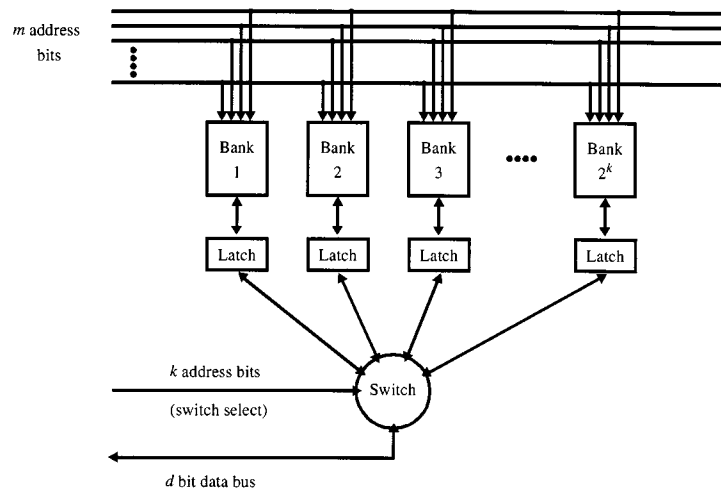 m address
bits
Bank
1
Bank
2
Bank
3
Bank
2^k
Latch
Latch
Latch
Latch
k address bits
(switch select)
Switch
d bit data bus